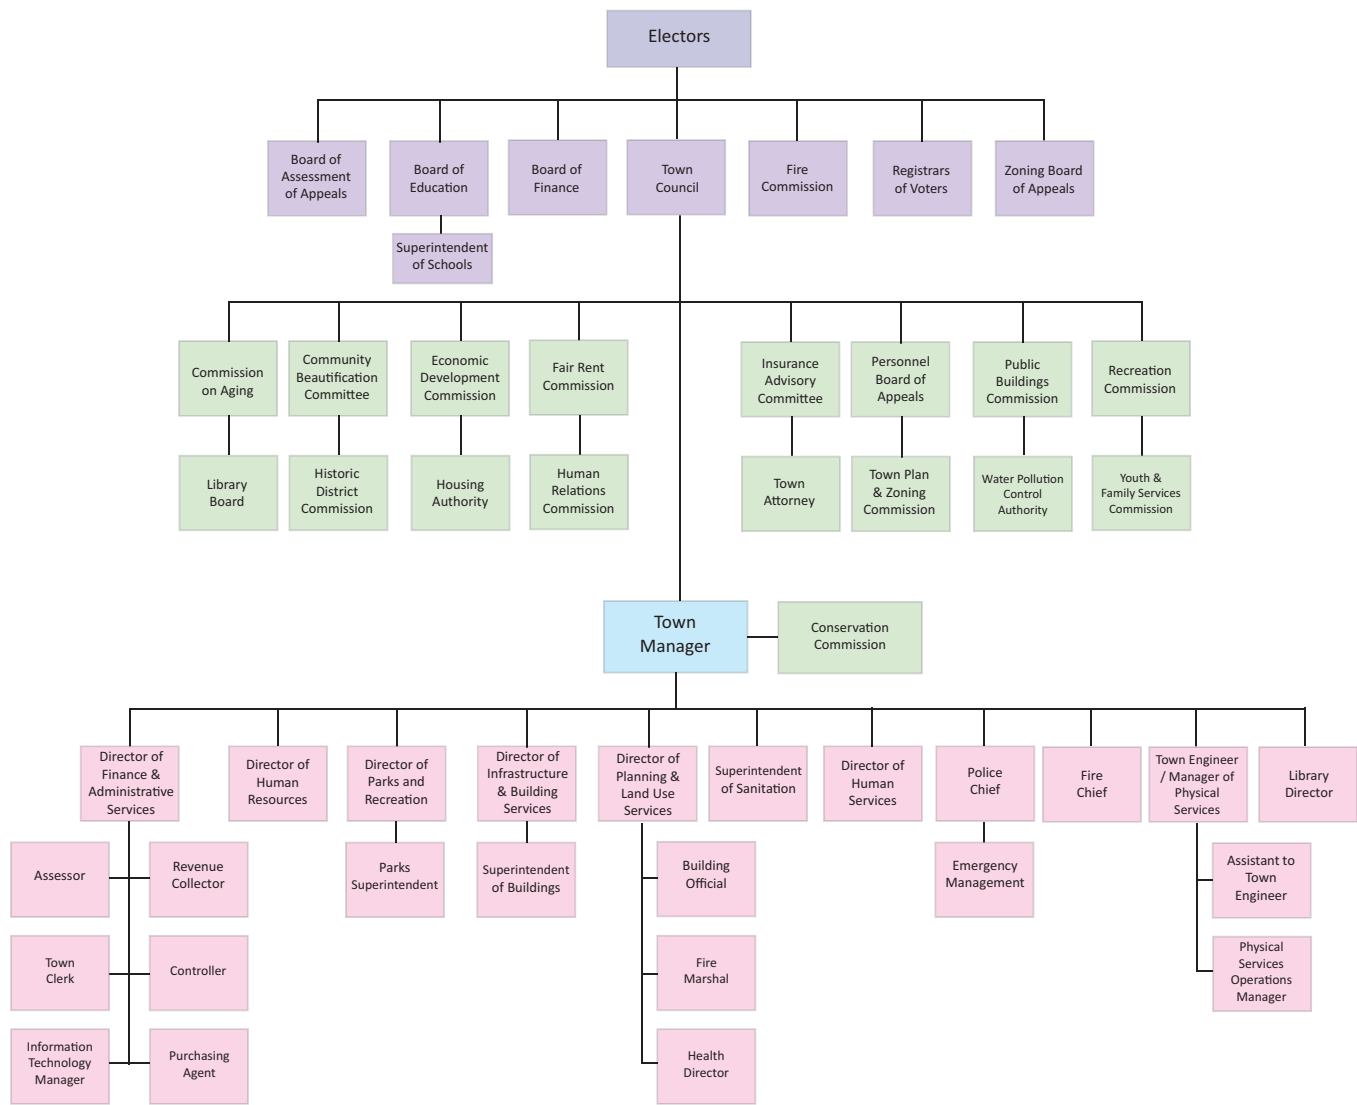 Electors
Board of
Assessment
of Appeals
Board of
Education
Board of
Finance
Town
Council
Fire
Commission
Registrars
of Voters
Zoning Board
of Appeals
Superintendent
of Schools
Commission
on Aging
Community
Beautification
Committee
Economic
Development
Commission
Fair Rent
Commission
Insurance
Advisory
Committee
Personnel
Board of
Appeals
Public
Buildings
Commission
Recreation
Commission
Library
Board
Historic
District
Commission
Housing
Authority
Human
Relations
Commission
Town
Attorney
Town Plan
& Zoning
Commission
Water Pollution
Control
Authority
Youth &
Family Services
Commission
Town
Manager
Conservation
Commission
Director of
Finance &
Administrative
Services
Director of
Human
Resources
Director of
Parks and
Recreation
Director of
Infrastructure
& Building
Services
Director of
Planning &
Land Use
Services
Superintendent
of Sanitation
Director of
Human
Services
Police
Chief
Fire
Chief
Town Engineer
/ Manager of
Physical
Services
Library
Director
Assessor
Revenue
Collector
Parks
Superintendent
Superintendent
of Buildings
Building
Official
Emergency
Management
Assistant to
Town
Engineer
Town
Clerk
Controller
Fire
Marshal
Physical
Services
Operations
Manager
Information
Technology
Manager
Purchasing
Agent
Health
Director